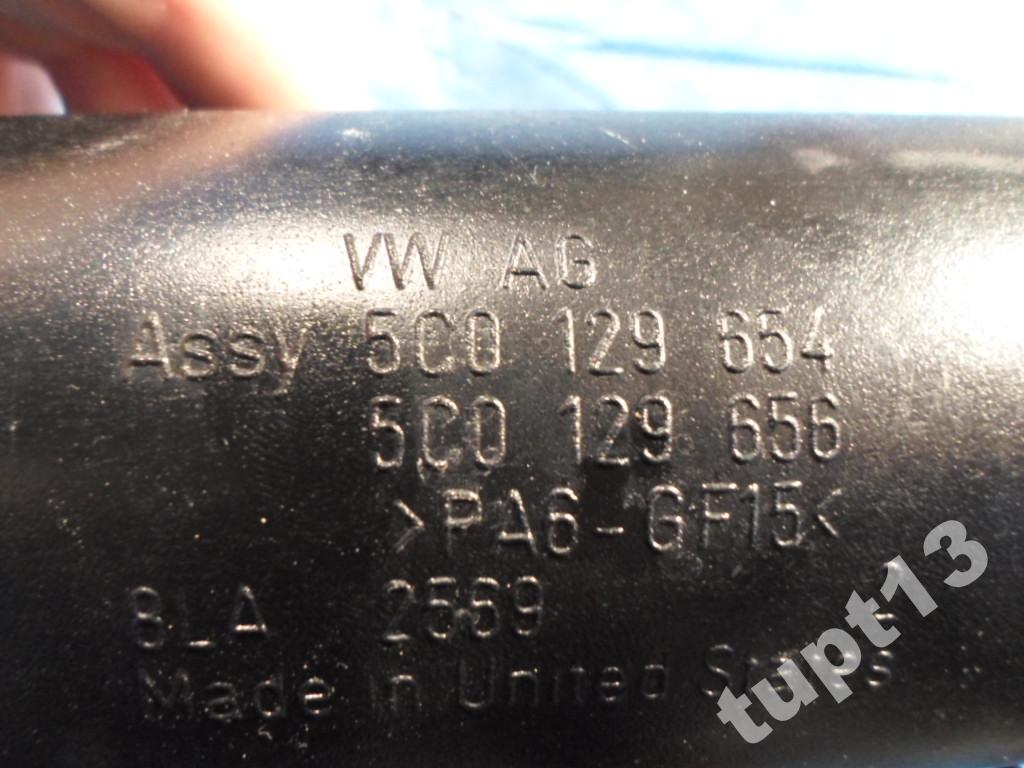 VW AG
Assy 5C0 129 654
5C0 129 656
>PA6-GF15<
8LA 2569
Made in United States
tupt13